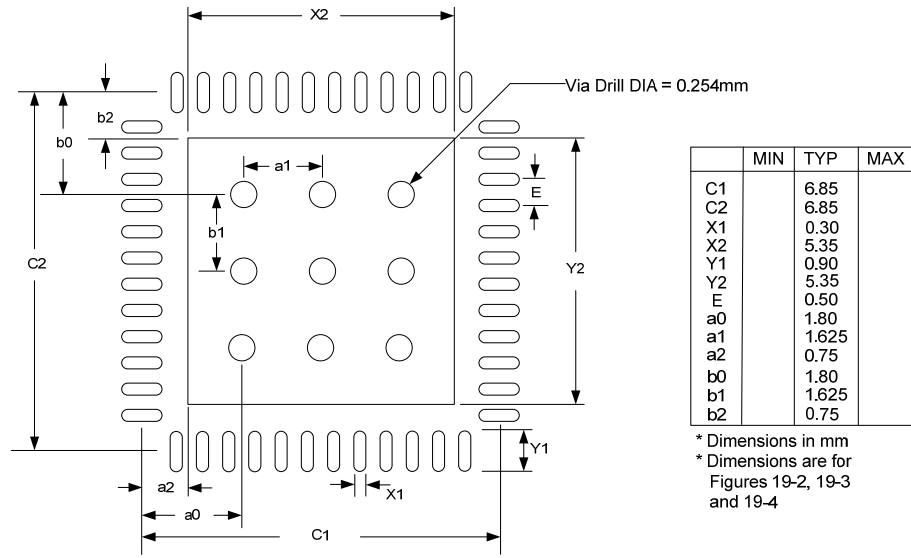 X2
Via Drill DIA = 0.254mm
b2
b0
a1
E
b1
C2
Y2
Y1
X1
a2
a0
C1
MIN TYP MAX
C1 6.85
C2 6.85
X1 0.30
X2 5.35
Y1 0.90
Y2 5.35
E 0.50
a0 1.80
a1 1.625
a2 0.75
b0 1.80
b1 1.625
b2 0.75
* Dimensions in mm
* Dimensions are for
Figures 19-2, 19-3
and 19-4